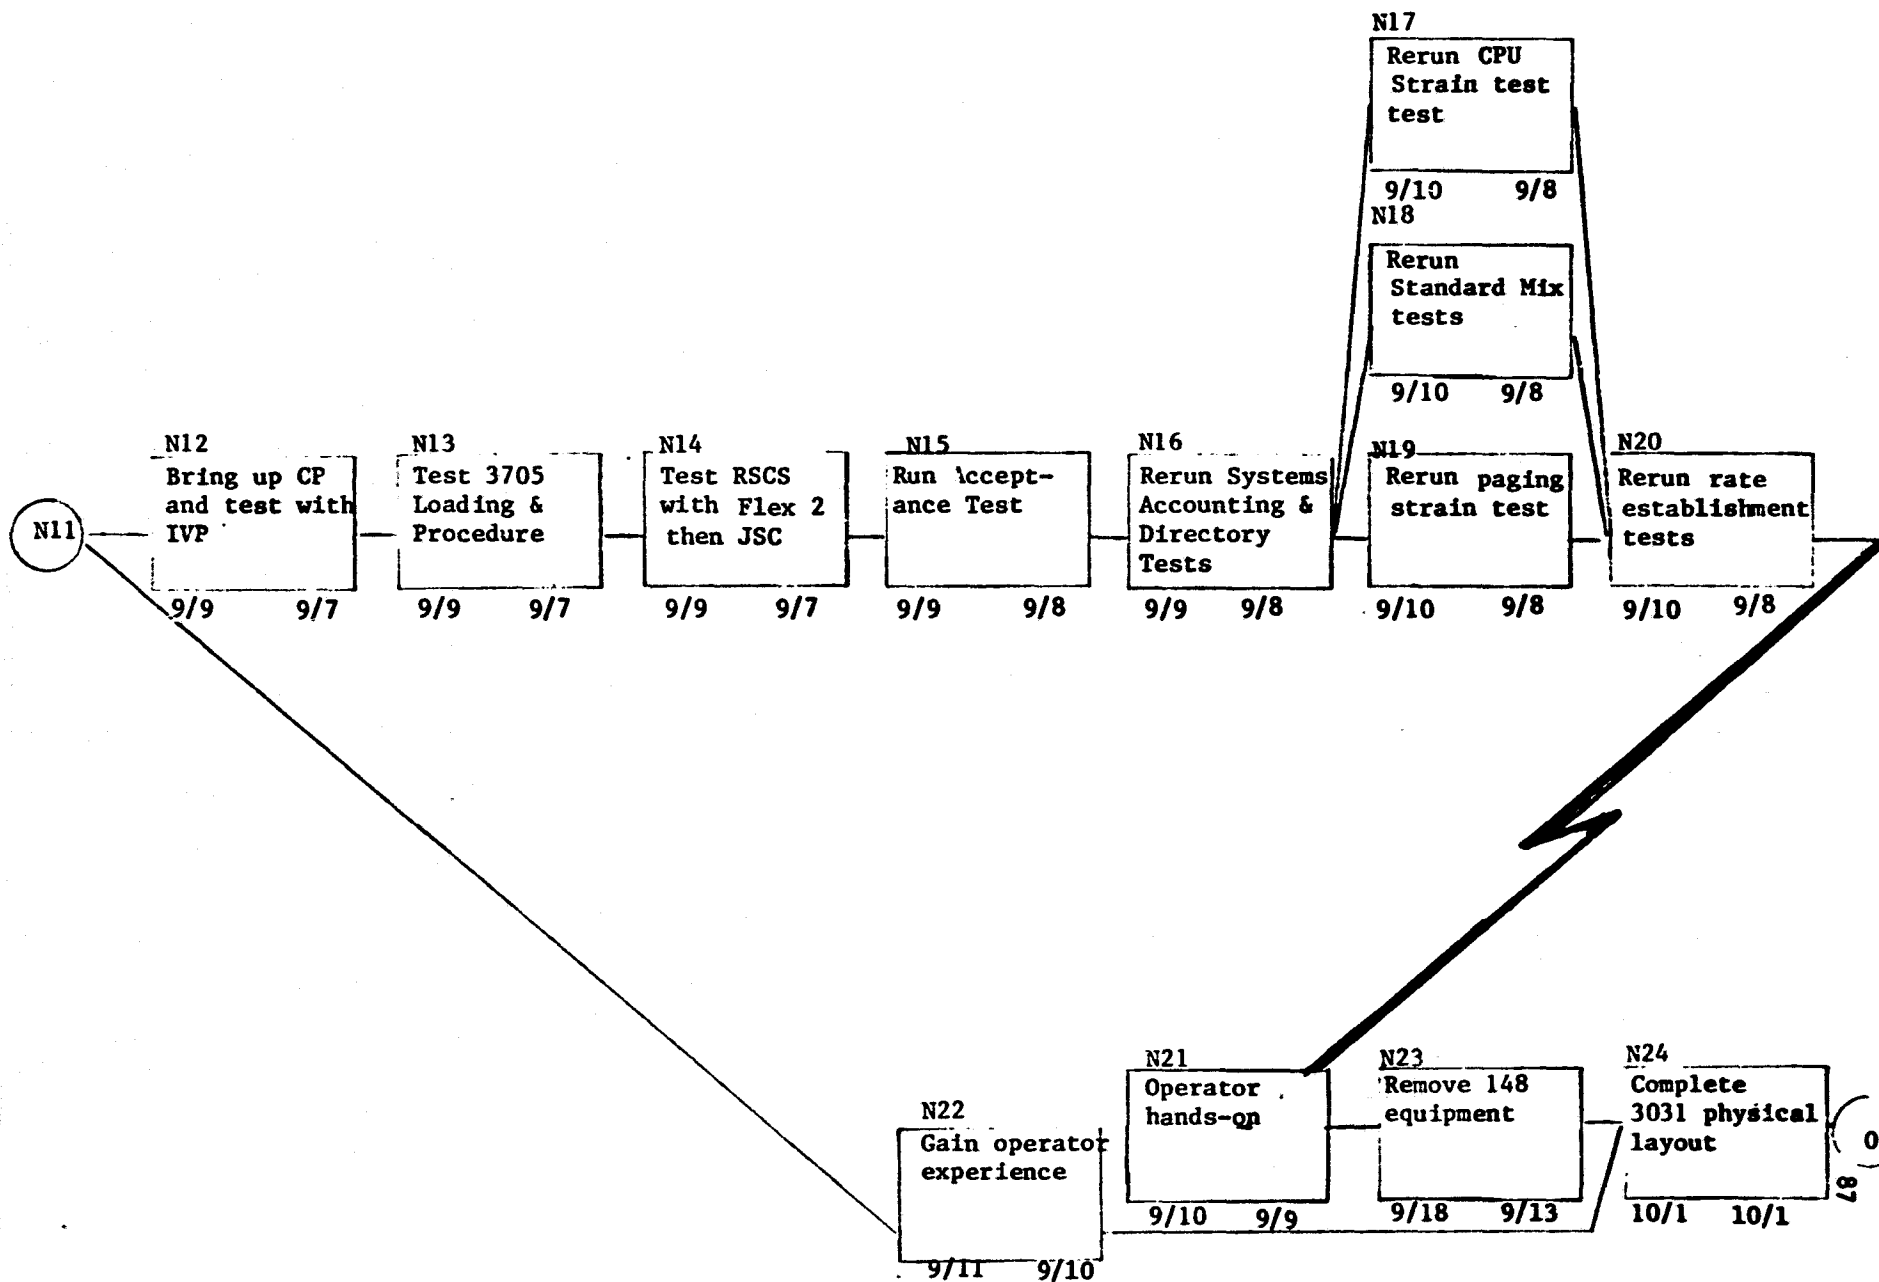 N17
Rerun CPU
Strain test
test
9/10 9/8
N18
Rerun
Standard Mix
tests
9/10 9/8
N11
N12
Bring up CP
and test with
IVP
9/9 9/7
N13
Test 3705
Loading &
Procedure
9/9 9/7
N14
Test RSCS
with Flex 2
then JSC
9/9 9/7
N15
Run Accept-
ance Test
9/9 9/8
N16
Rerun Systems
Accounting &
Directory
Tests
9/9 9/8
N19
Rerun paging
strain test
9/10 9/8
N20
Rerun rate
establishment
tests
9/10 9/8
N22
Gain operator
experience
9/11 9/10
N21
Operator
hands-on
9/10 9/9
N23
Remove 148
equipment
9/18 9/13
N24
Complete
3031 physical
layout
10/1 10/1
87